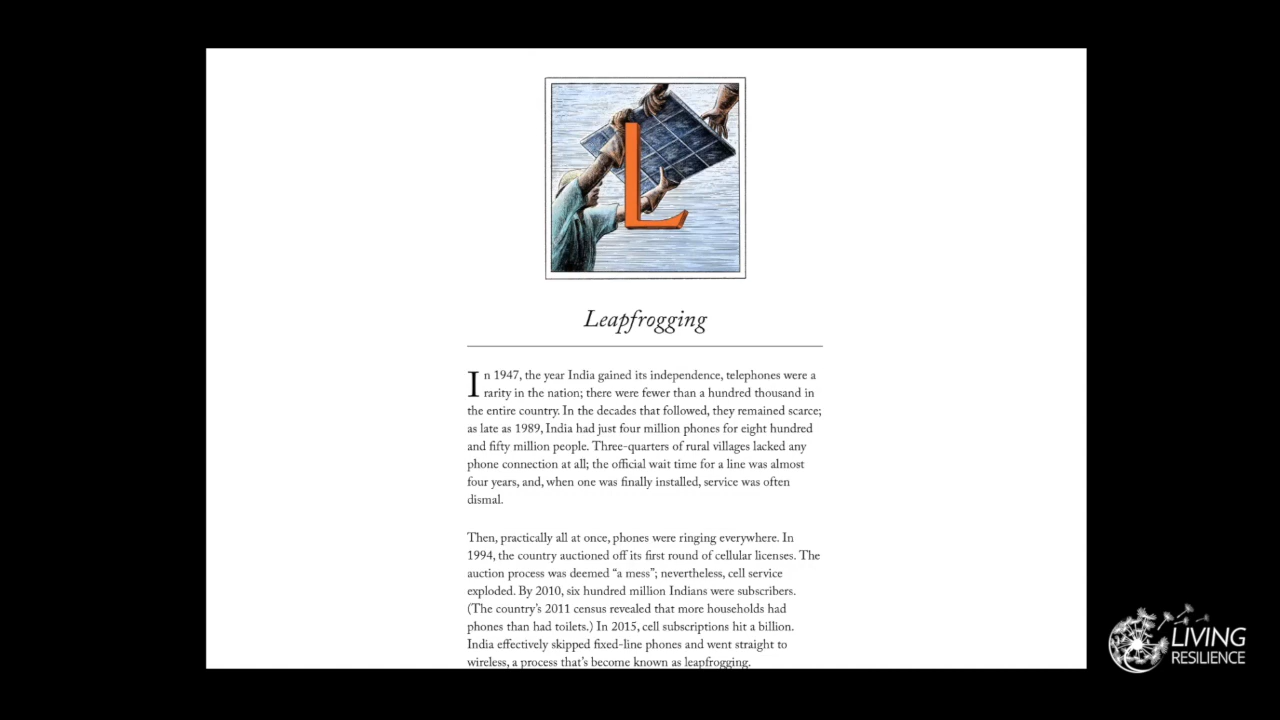 L
Leapfrogging
In 1947, the year India gained its independence, telephones were a
rarity in the nation; there were fewer than a hundred thousand in
the entire country. In the decades that followed, they remained scarce;
as late as 1989, India had just four million phones for eight hundred
and fifty million people. Three-quarters of rural villages lacked any
phone connection at all; the official wait time for a line was almost
four years, and, when one was finally installed, service was often
dismal.
Then, practically all at once, phones were ringing everywhere. In
1994, the country auctioned off its first round of cellular licenses. The
auction process was deemed “a mess”; nevertheless, cell service
exploded. By 2010, six hundred million Indians were subscribers.
(The country’s 2011 census revealed that more households had
phones than had toilets.) In 2015, cell subscriptions hit a billion.
India effectively skipped fixed-line phones and went straight to
wireless, a process that’s become known as leapfrogging.
LIVING
RESILIENCE